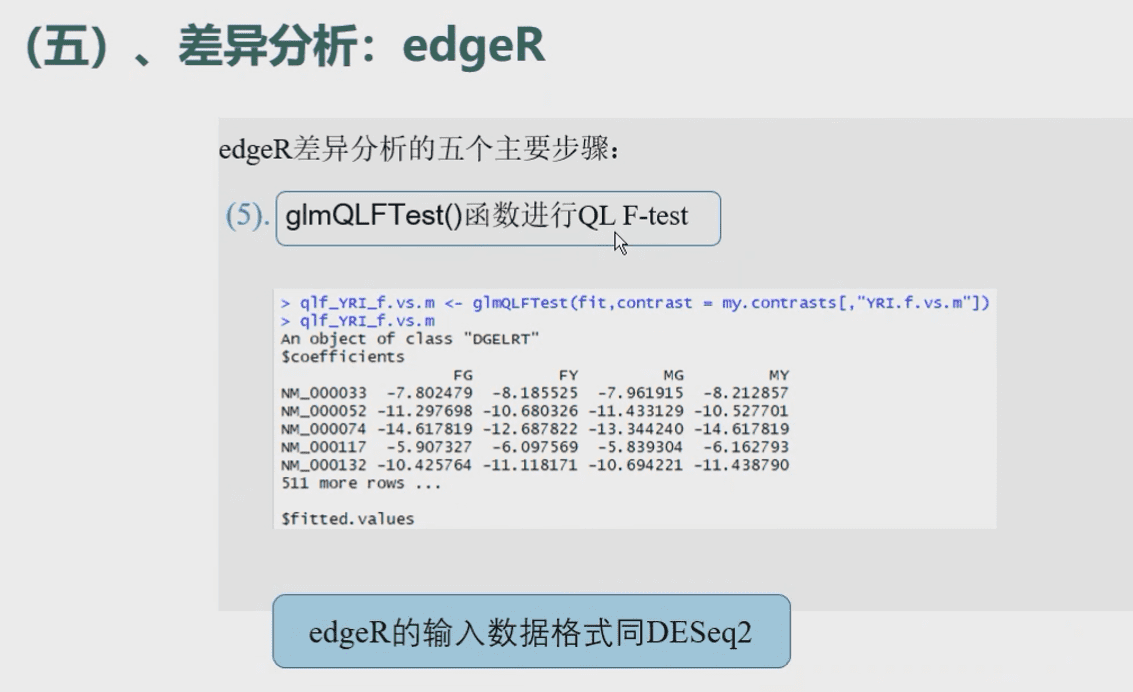 (五）、差异分析：edgeR
edgeR差异分析的五个主要步骤：
(5). glmQLFTest()函数进行QL F-test
> qlf_YRI_f.vs.m <- glmQLFTest(fit,contrast = my.contrasts[,"YRI.f.vs.m"])
> qlf_YRI_f.vs.m
An object of class "DGELRT"
$coefficients
FG FY MG MY
NM_000033 -7.802479 -8.185525 -7.961915 -8.212857
NM_000052 -11.297698 -10.680326 -11.433129 -10.527701
NM_000074 -14.617819 -12.687822 -13.344240 -14.617819
NM_000117 -5.907327 -6.097569 -5.839304 -6.162793
NM_000132 -10.425764 -11.118171 -10.694221 -11.438790
511 more rows ...
$fitted.values
edgeR的输入数据格式同DESeq2